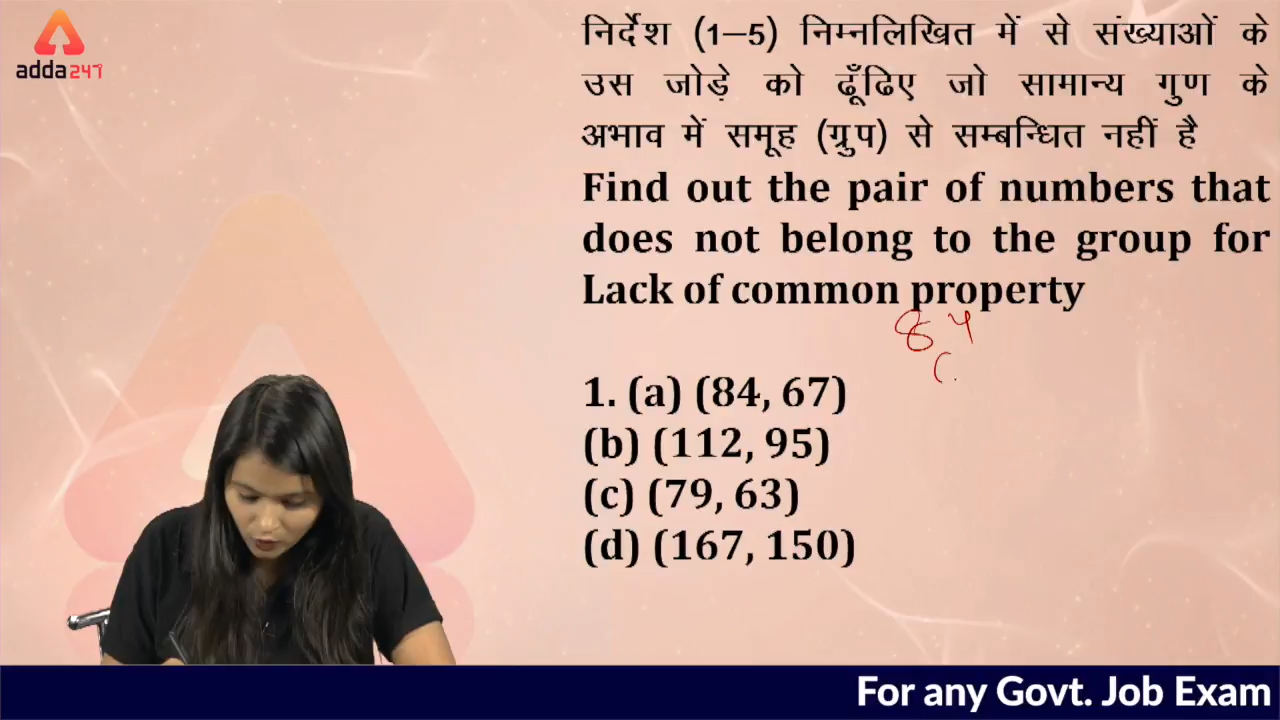 adda247
निर्देश (1–5) निम्नलिखित में से संख्याओं के
उस जोड़े को ढूँढिए जो सामान्य गुण के
अभाव में समूह (ग्रुप) से सम्बन्धित नहीं है
Find out the pair of numbers that
does not belong to the group for
Lack of common property
84
1. (a) (84, 67)
(b) (112, 95)
(c) (79, 63)
(d) (167, 150)
For any Govt. Job Exam